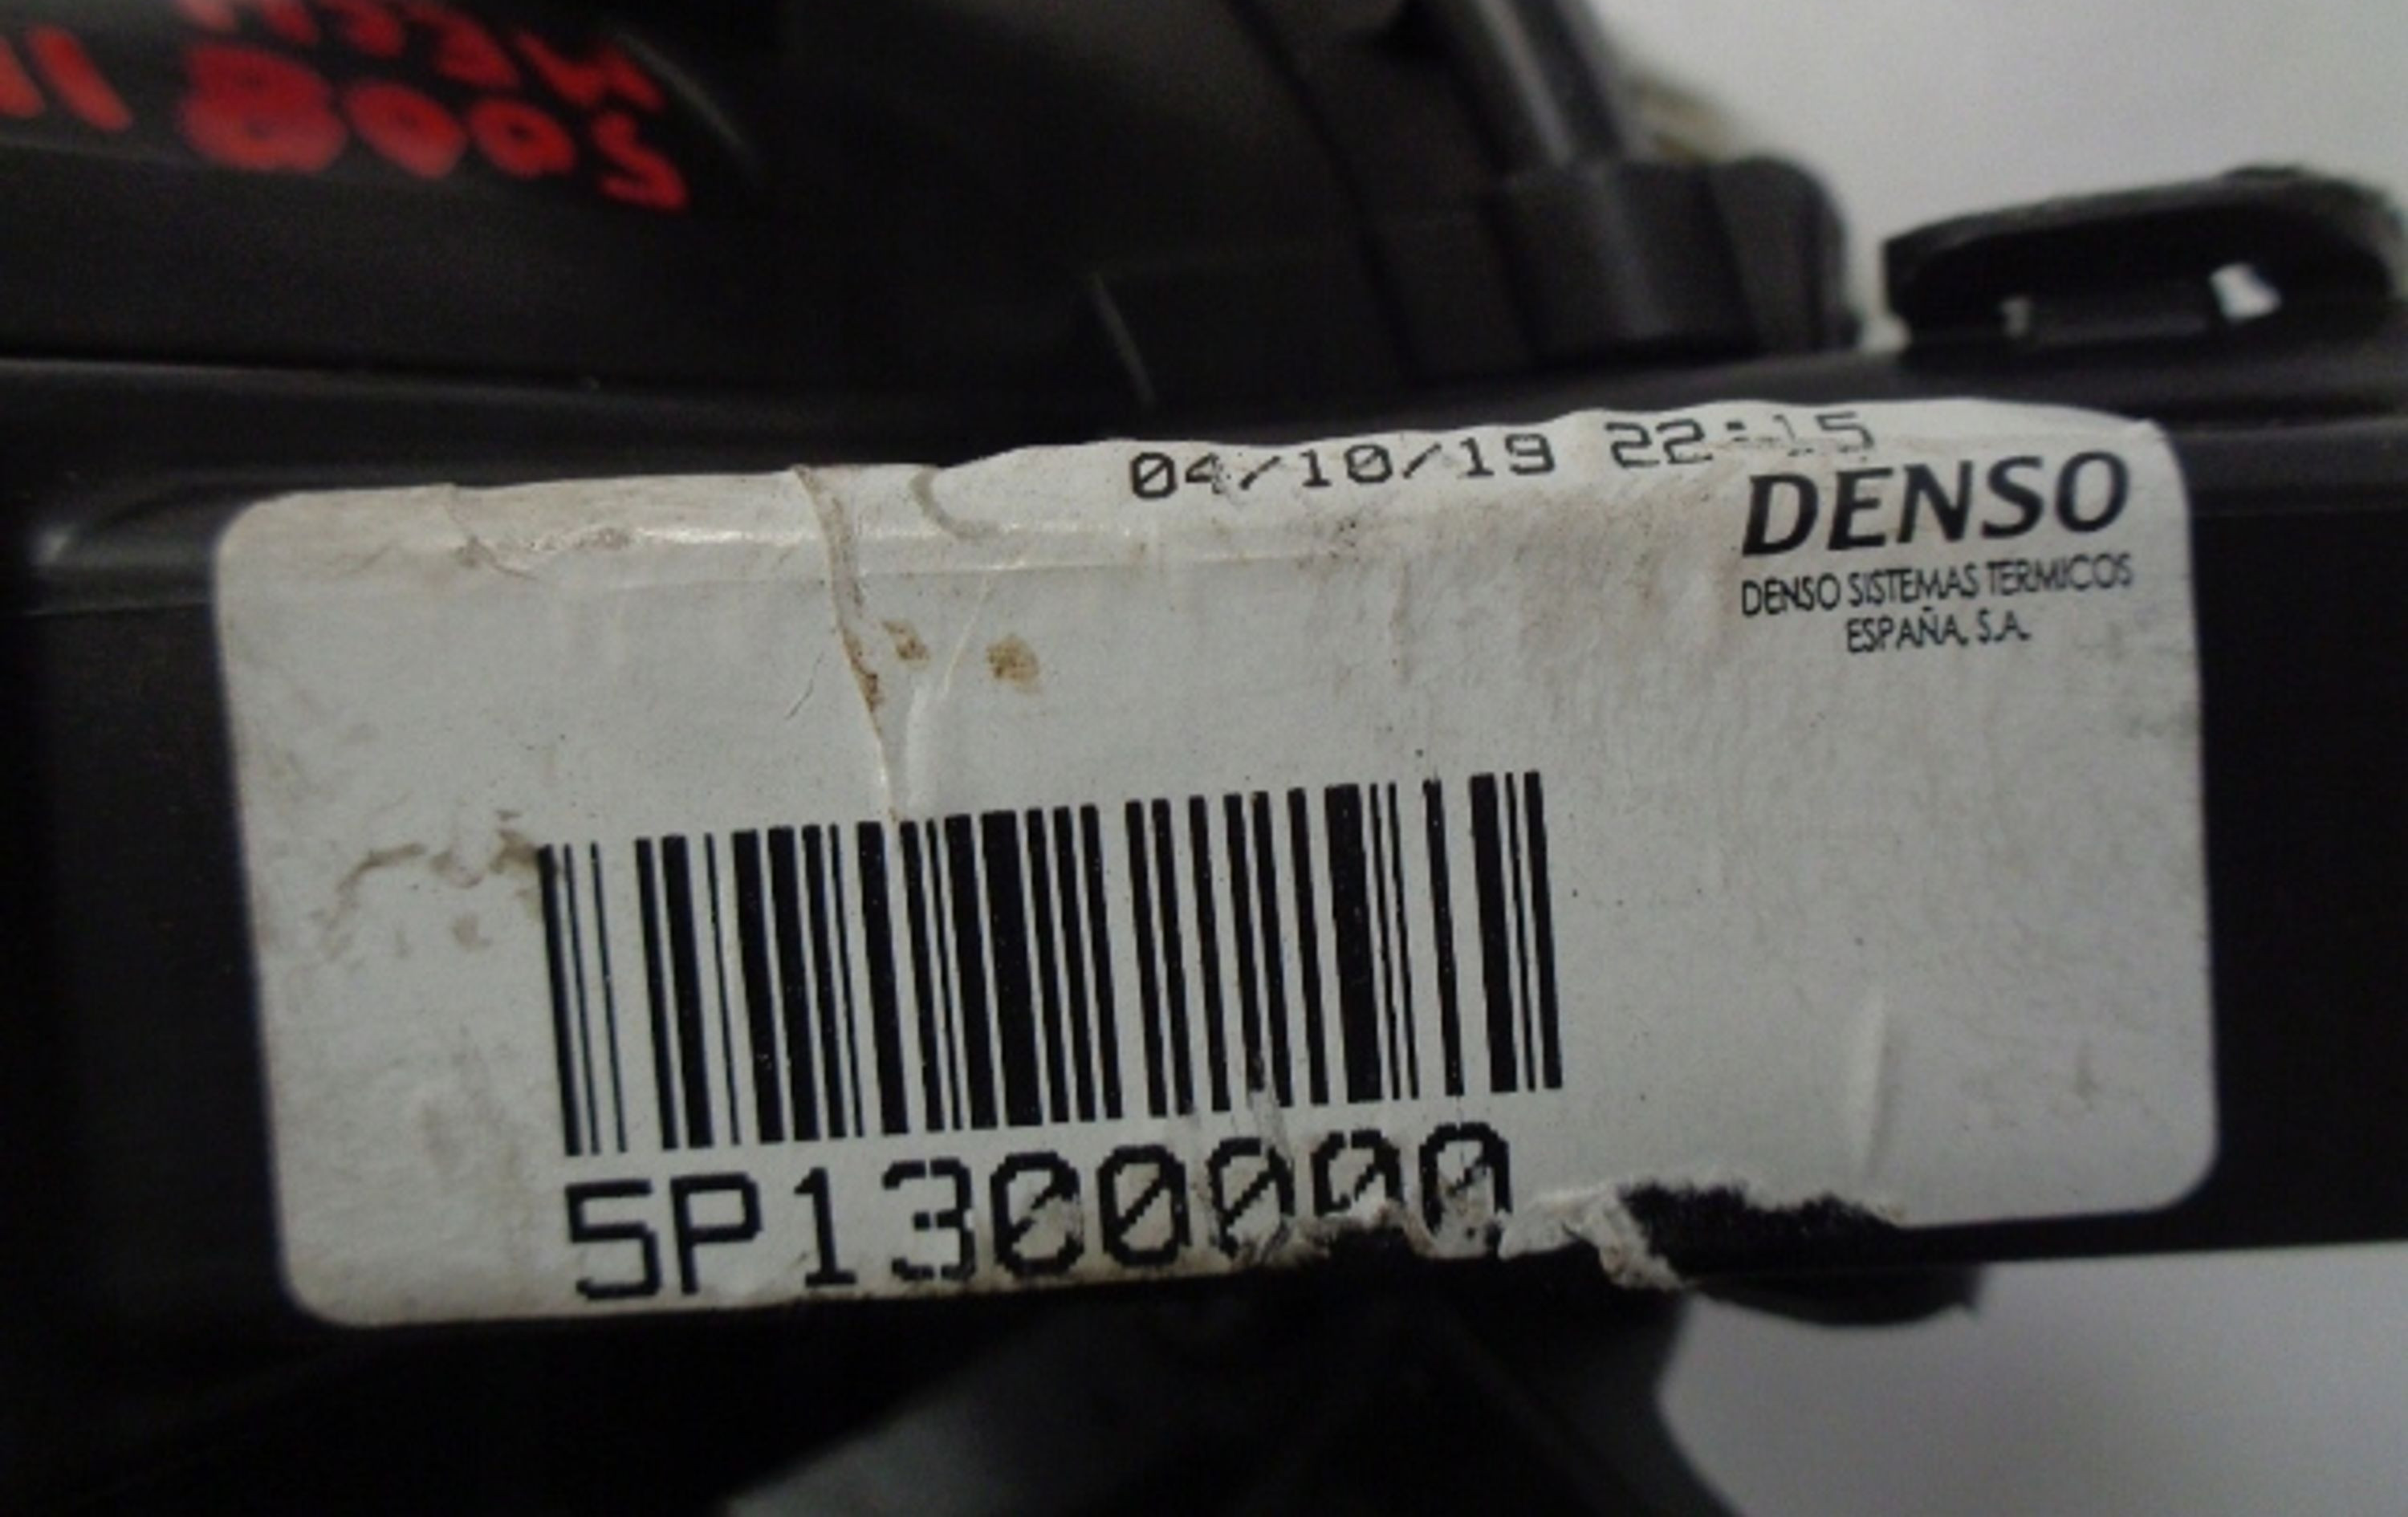 04/10/19 22:15
DENSO
DENSO SISTEMAS TERMICOS
ESPAÑA, S.A.
5P1300000